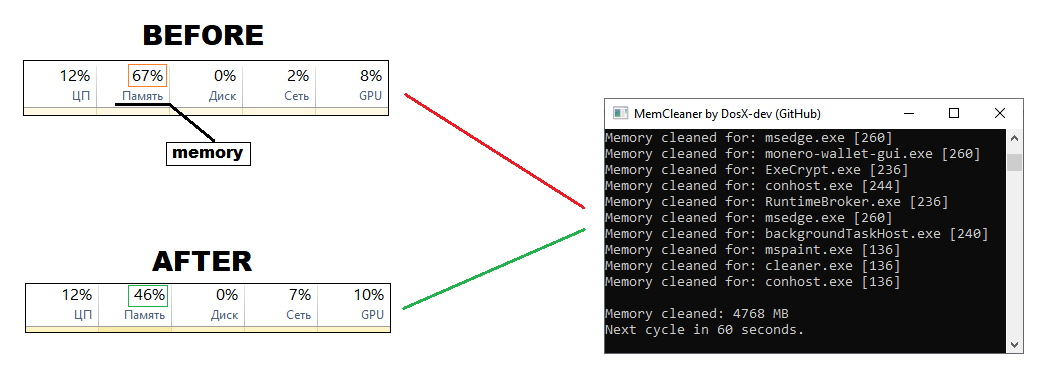 BEFORE
12% 67% 0% 2% 8%
ЦП Память Диск Сеть GPU
memory
AFTER
12% 46% 0% 7% 10%
ЦП Память Диск Сеть GPU
MemCleaner by DosX-dev (GitHub)
Memory cleaned for: msedge.exe [260]
Memory cleaned for: monero-wallet-gui.exe [260]
Memory cleaned for: ExeCrypt.exe [236]
Memory cleaned for: conhost.exe [244]
Memory cleaned for: RuntimeBroker.exe [236]
Memory cleaned for: msedge.exe [260]
Memory cleaned for: backgroundTaskHost.exe [240]
Memory cleaned for: mspaint.exe [136]
Memory cleaned for: cleaner.exe [136]
Memory cleaned for: conhost.exe [136]
Memory cleaned: 4768 MB
Next cycle in 60 seconds.